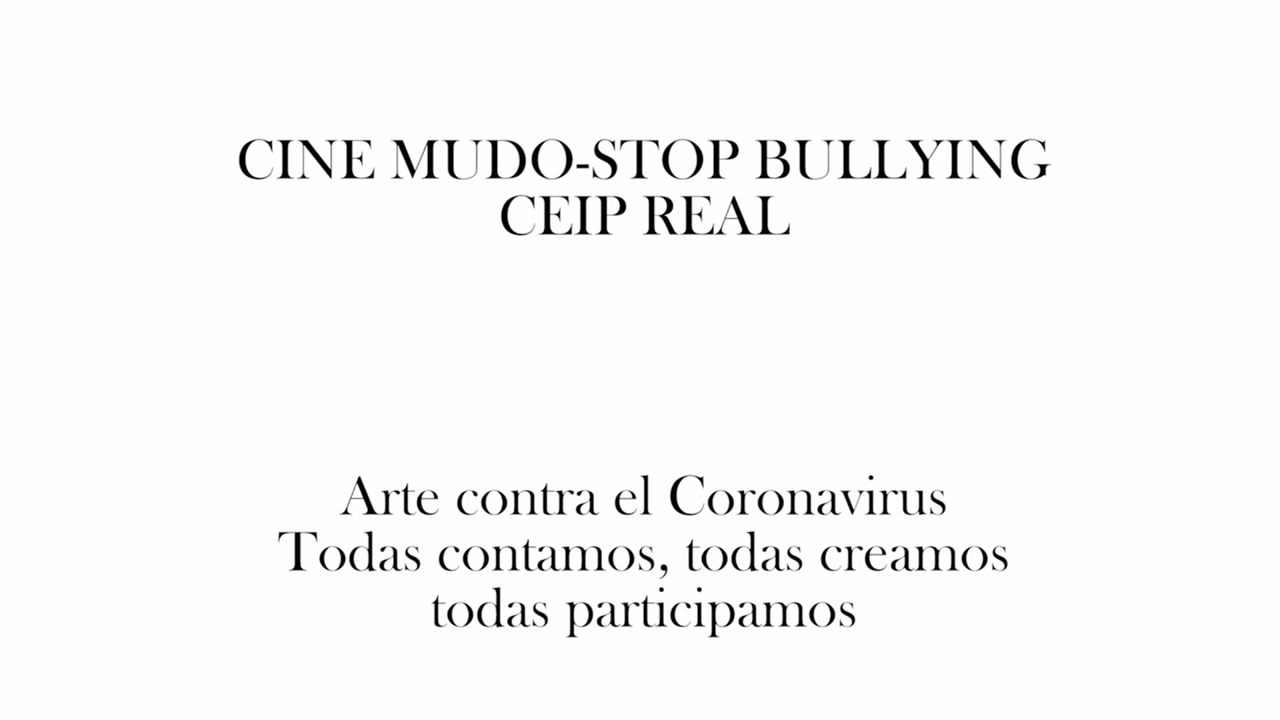 CINE MUDO-STOP BULLYING
CEIP REAL
Arte contra el Coronavirus
Todas contamos, todas creamos
todas participamos